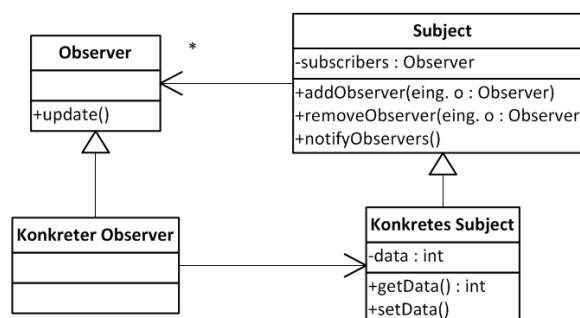 Observer
+update()
*
Subject
-subscribers : Observer
+addObserver(eing. o : Observer)
+removeObserver(eing. o : Observer
+notifyObservers()
Konkreter Observer
Konkretes Subject
-data : int
+getData() : int
+setData()